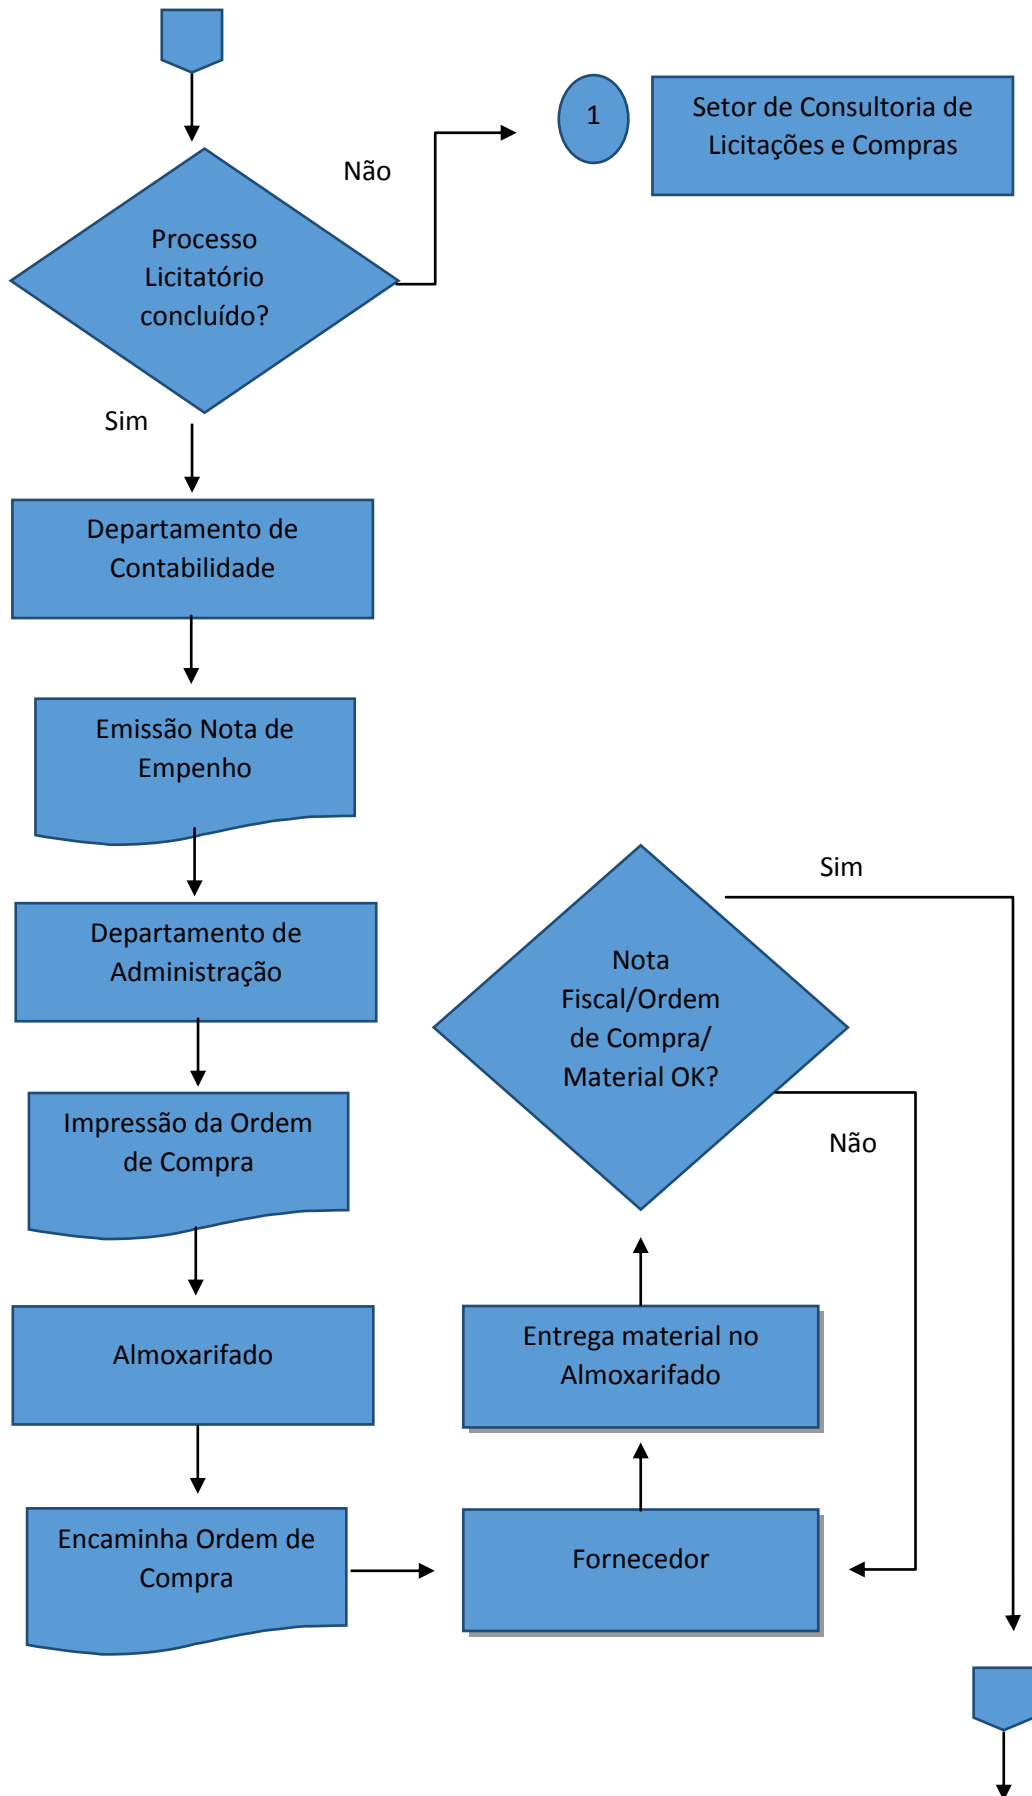 1
Setor de Consultoria de
Licitações e Compras
Não
Processo
Licitatório
concluído?
Sim
Departamento de
Contabilidade
Emissão Nota de
Empenho
Departamento de
Administração
Impressão da Ordem
de Compra
Almoxarifado
Encaminha Ordem de
Compra
Fornecedor
Entrega material no
Almoxarifado
Nota
Fiscal/Ordem
de Compra/
Material OK?
Sim
Não